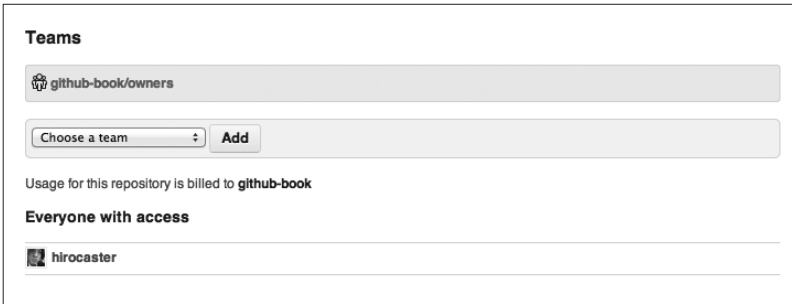 Teams
github-book/owners
Choose a team
Add
Usage for this repository is billed to github-book
Everyone with access
hirocaster